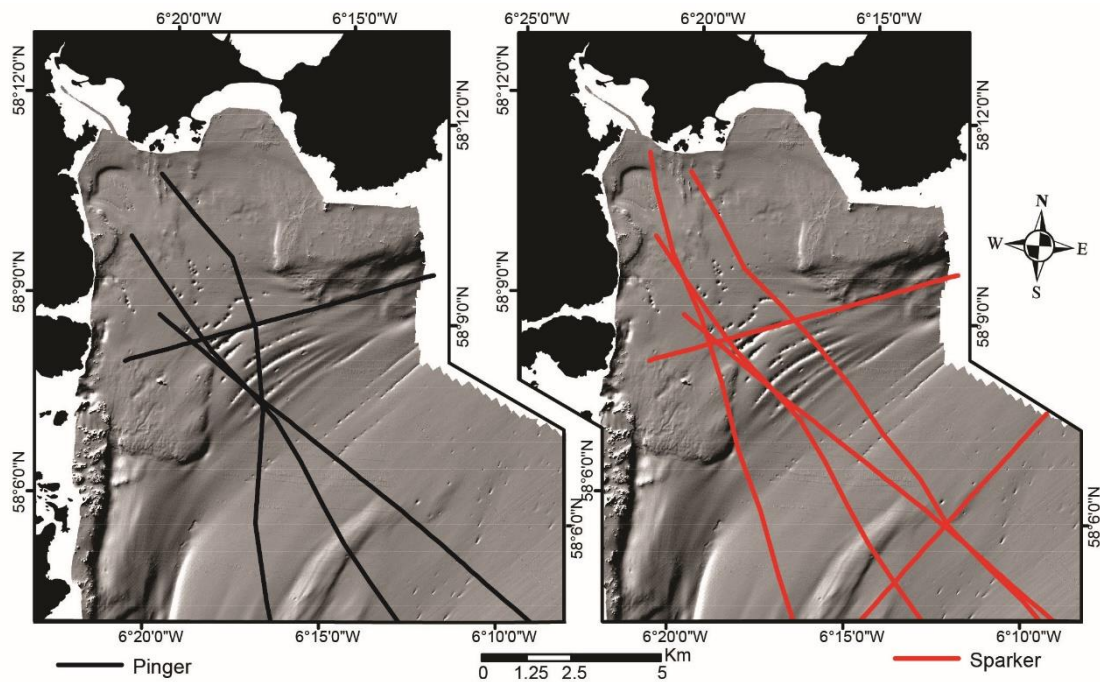 6°20'0"W 6°15'0"W 6°25'0"W 6°20'0"W 6°15'0"W
58°12'0"N 58°12'0"N 58°12'0"N 58°12'0"N
N
W E
S
58°9'0"N 58°9'0"N 58°9'0"N 58°9'0"N
58°6'0"N 58°6'0"N 58°6'0"N 58°6'0"N
6°20'0"W 6°15'0"W 6°10'0"W 6°20'0"W 6°15'0"W 6°10'0"W
Pinger 0 1.25 2.5 5 Km Sparker